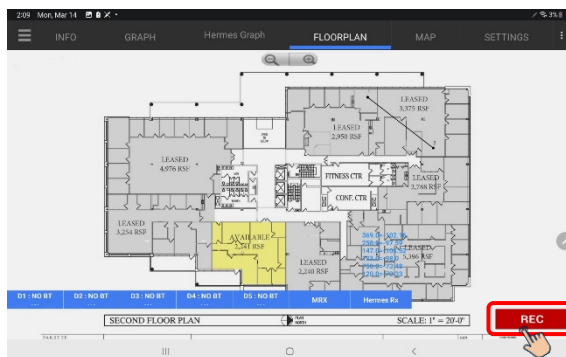 2:09 Mon, Mar 14
INFO GRAPH Hermes Graph FLOORPLAN MAP SETTINGS
LEASED
3,375 RSF
LEASED
2,950 RSF
LEASED
4,976 RSF
FITNESS CTR
LEASED
CONF. CTR
LEASED
3,254 RSF
AVAILABLE
2,341 RSF
LEASED
5,396 RSF
LEASED
2,240 RSF
D1 : NO BT D2 : NO BT D3 : NO BT D4 : NO BT D5 : NO BT MRX Hermes Rx
SECOND FLOOR PLAN
SCALE: 1" = 20'-0"
REC